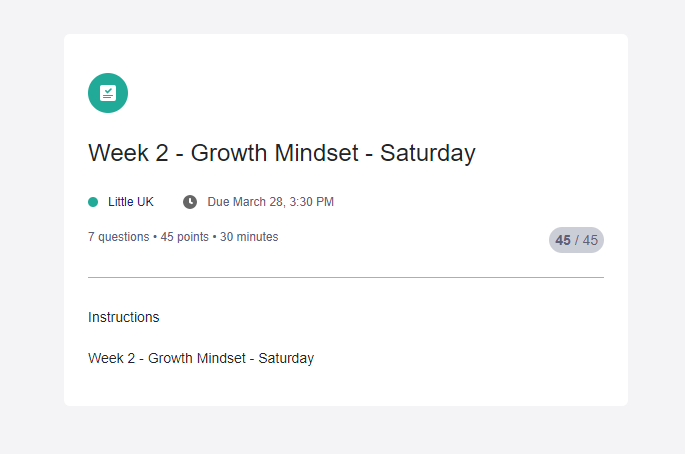 Week 2 - Growth Mindset - Saturday
Little UK Due March 28, 3:30 PM
7 questions • 45 points • 30 minutes 45 / 45
Instructions
Week 2 - Growth Mindset - Saturday